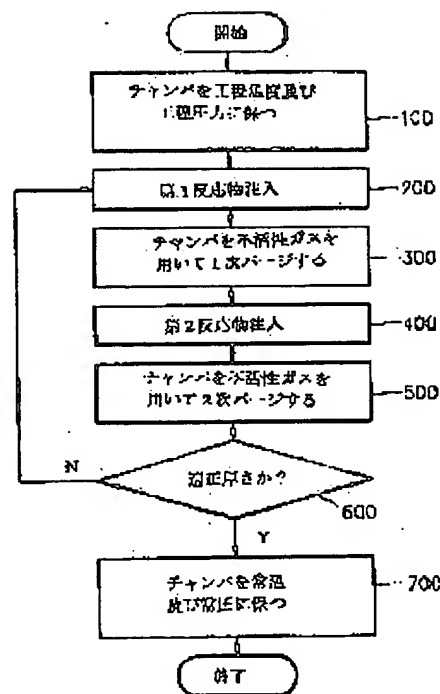 開始
チャンバを工程温度及び
工程圧力に保つ
100
第1反応物注入
200
チャンバを不活性ガスを
用いて1次パージする
300
第2反応物注入
400
チャンバを不活性ガスを
用いて2次パージする
500
適正厚さか?
N
600
Y
チャンバを常温
及び常圧に保つ
700
終了